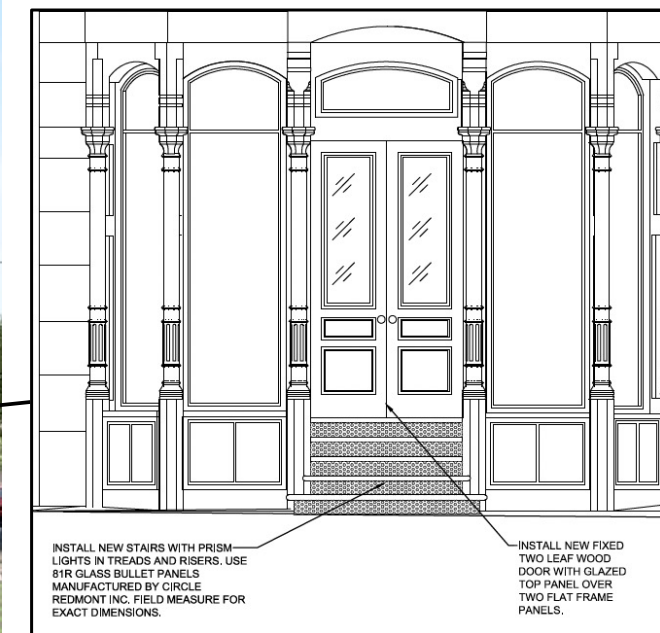 INSTALL NEW STAIRS WITH PRISM
LIGHTS IN TREADS AND RISERS. USE
81R GLASS BULLET PANELS
MANUFACTURED BY CIRCLE
REDMONT INC. FIELD MEASURE FOR
EXACT DIMENSIONS.
INSTALL NEW FIXED
TWO LEAF WOOD
DOOR WITH GLAZED
TOP PANEL OVER
TWO FLAT FRAME
PANELS.